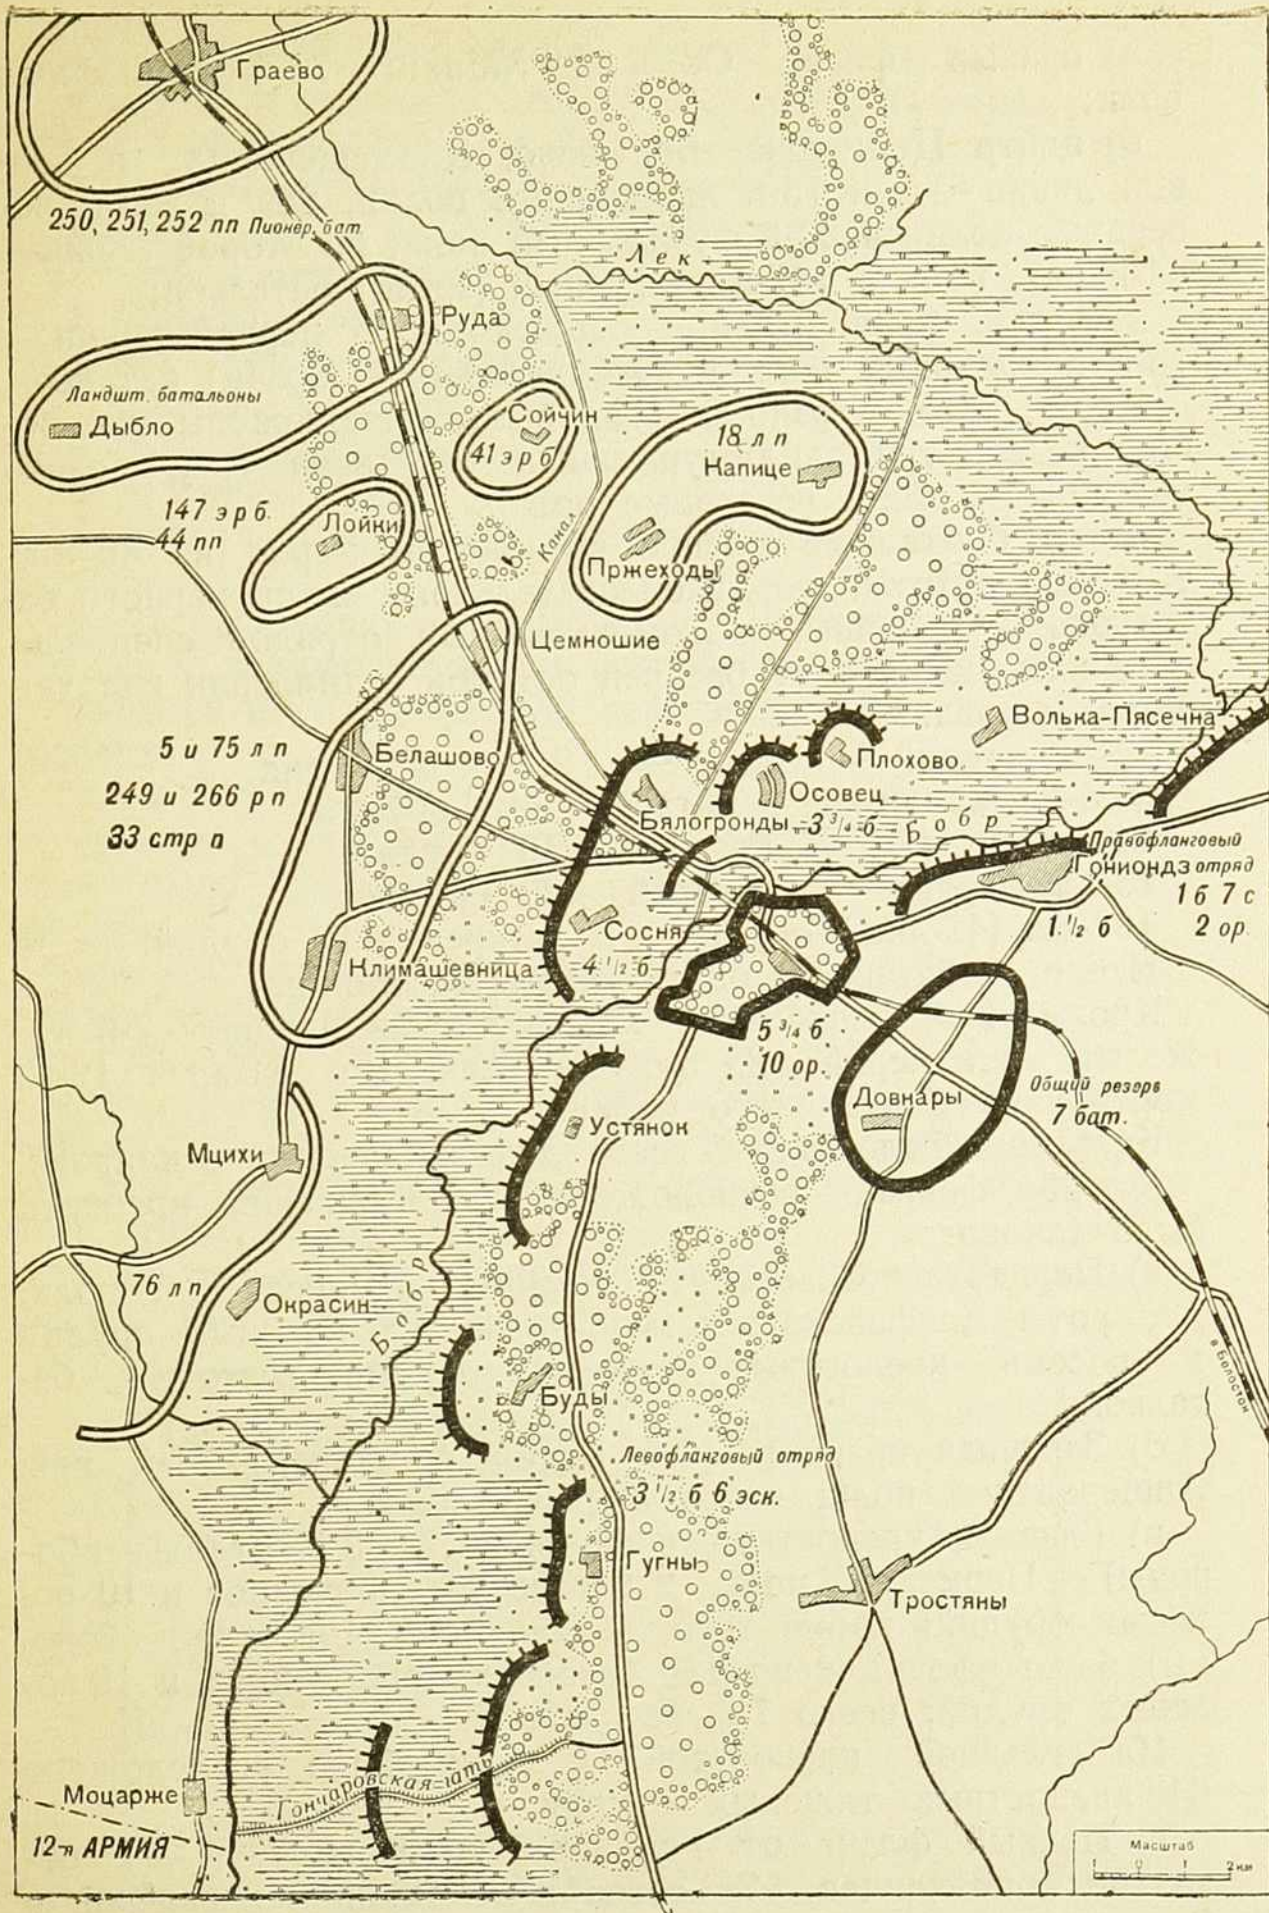 Граево
250, 251, 252 пп Пионер. бат
Лек
Руда
Ландшт. батальоны
Дыбло
Сойчин
41 э р б
18 л п
Капице
147 э р б.
44 пп
Лойки
Канал
Пржеходы
Цемношие
5 и 75 л п
249 и 266 р п
33 стр п
Белашово
Волька-Пясечна
Плохово
Осовец
Бялогронды
3 3/4 б
Бобр
Правофланговый
Гониондз отряд
1 б 7 с
2 ор.
1 1/2 б
Сосня
4 1/2 б
Климашевница
5 3/4 б
10 ор.
Довнары
Общий резерв
7 бат.
Устянок
Мцихи
76 л п
Окрасин
Бобр
Буды
в Белосток
Левофланговый отряд
3 1/2 б 6 эск.
Гугны
Тростяны
Моцарже
Гончаровская гать
12-я АРМИЯ
Масштаб
1 0 1 2 км